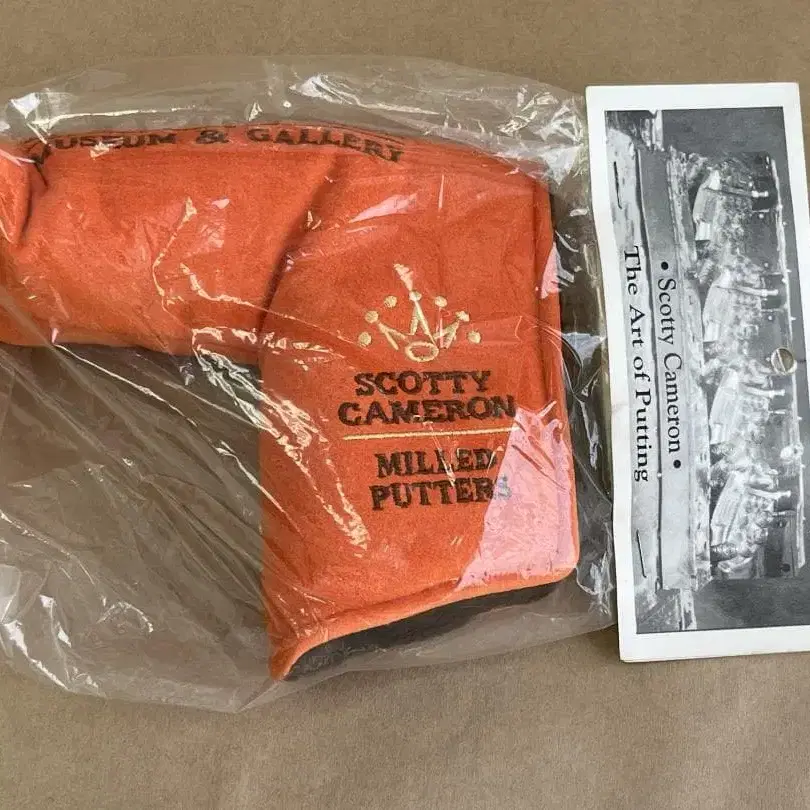 MUSEUM & GALLERY
SCOTTY
CAMERON
MILLED
PUTTERS
• Scotty Cameron •
The Art of Putting